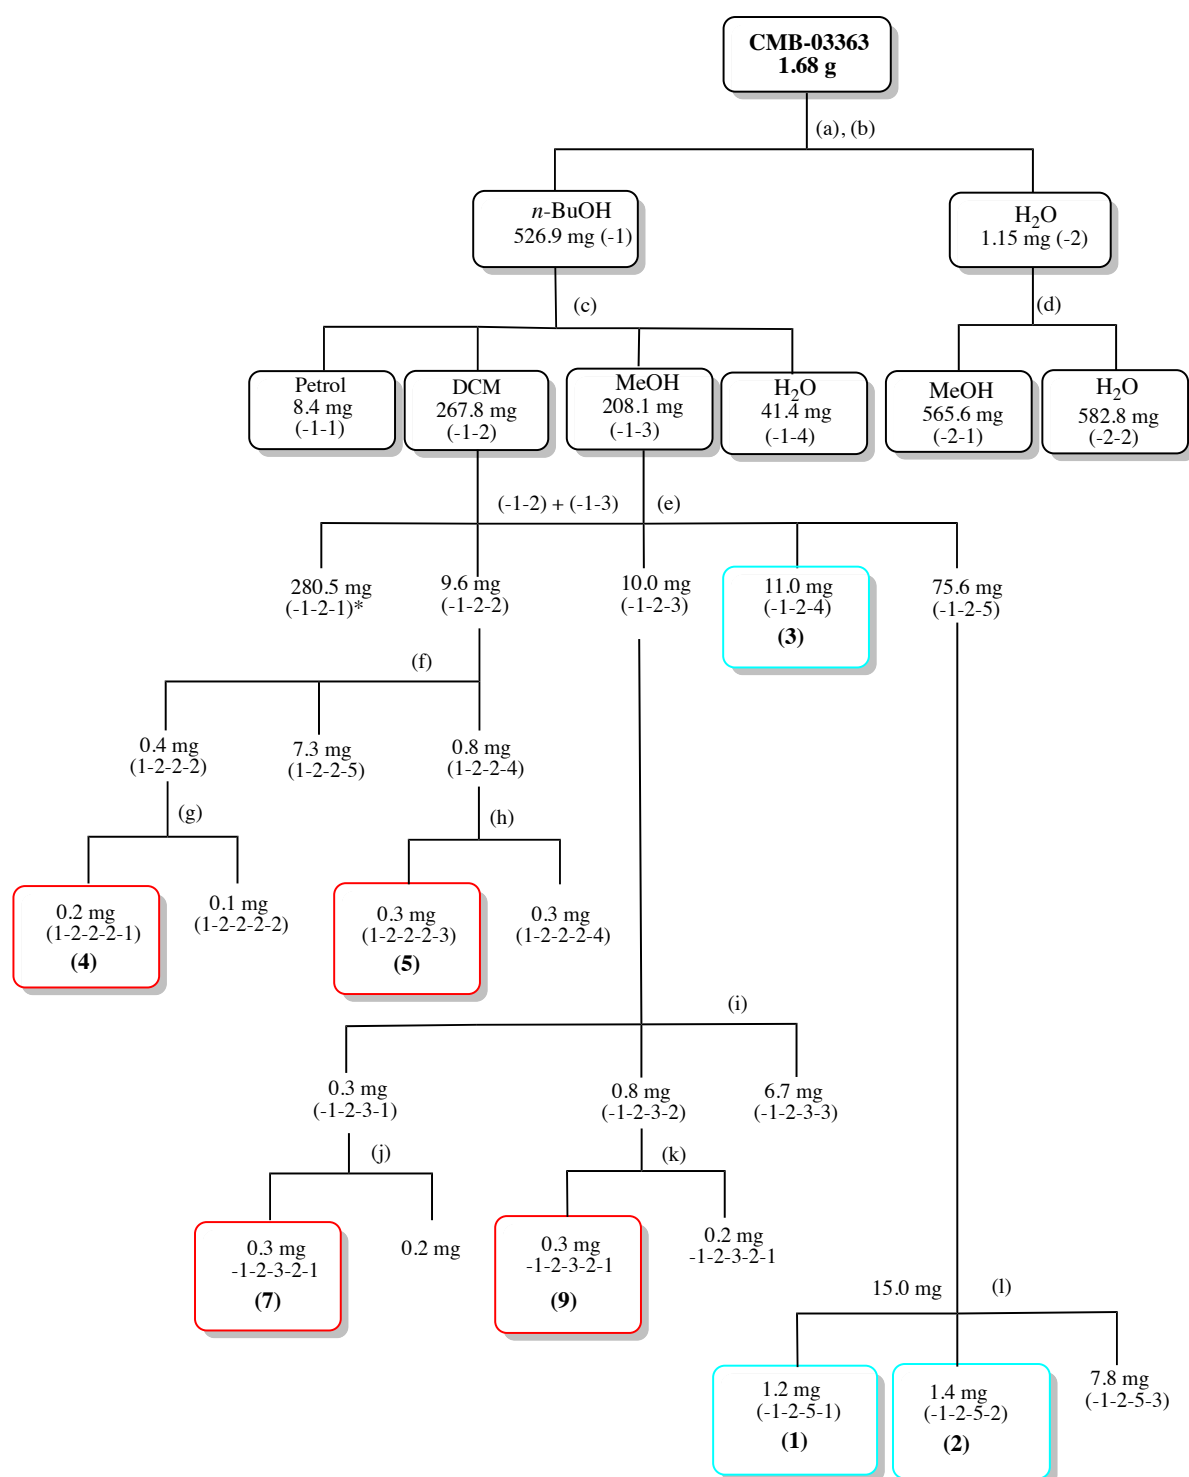 CMB-03363
1.68 g
(a), (b)
n-BuOH
526.9 mg (-1)
H2O
1.15 mg (-2)
(c)
(d)
Petrol
8.4 mg
(-1-1)
DCM
267.8 mg
(-1-2)
MeOH
208.1 mg
(-1-3)
H2O
41.4 mg
(-1-4)
MeOH
565.6 mg
(-2-1)
H2O
582.8 mg
(-2-2)
(-1-2) + (-1-3)
(e)
280.5 mg
(-1-2-1)*
9.6 mg
(-1-2-2)
10.0 mg
(-1-2-3)
11.0 mg
(-1-2-4)
(3)
75.6 mg
(-1-2-5)
(f)
0.4 mg
(1-2-2-2)
7.3 mg
(1-2-2-5)
0.8 mg
(1-2-2-4)
(g)
(h)
0.2 mg
(1-2-2-2-1)
(4)
0.1 mg
(1-2-2-2-2)
0.3 mg
(1-2-2-2-3)
(5)
0.3 mg
(1-2-2-2-4)
(i)
0.3 mg
(-1-2-3-1)
0.8 mg
(-1-2-3-2)
6.7 mg
(-1-2-3-3)
(j)
(k)
0.3 mg
-1-2-3-2-1
(7)
0.2 mg
0.3 mg
-1-2-3-2-1
(9)
0.2 mg
-1-2-3-2-1
15.0 mg
(l)
1.2 mg
(-1-2-5-1)
(1)
1.4 mg
(-1-2-5-2)
(2)
7.8 mg
(-1-2-5-3)